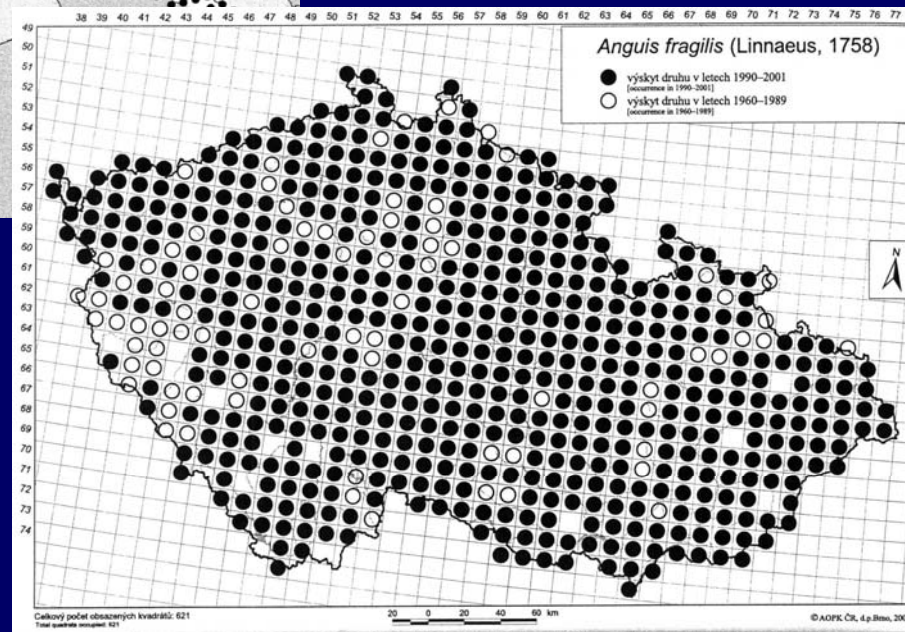 38 39 40 41 42 43 44 45 46 47 48 49 50 51 52 53 54 55 56 57 58 59 60 61 62 63 64 65 66 67 68 69 70 71 72 73 74 75 76 77
49
50
51
52
53
54
55
56
57
58
59
60
61
62
63
64
65
66
67
68
69
70
71
72
73
74
Anguis fragilis (Linnaeus, 1758)
výskyt druhu v letech 1990–2001
[occurrence in 1990–2001]
výskyt druhu v letech 1960–1989
[occurrence in 1960–1989]
N
Celkový počet obsazených kvadrátů: 621
Total quadrats occupied: 621
20 0 20 40 60 km
© AOPK ČR, d.p.Brno,